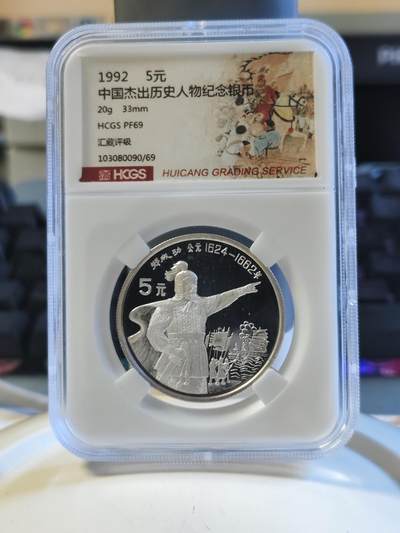 1992 5元
中国杰出历史人物纪念银币
20g 33mm
HCGS PF69
汇藏评级
103080090/69
HCGS HUICANG GRADING SERVICE
郑成功 公元1624-1662年
5元